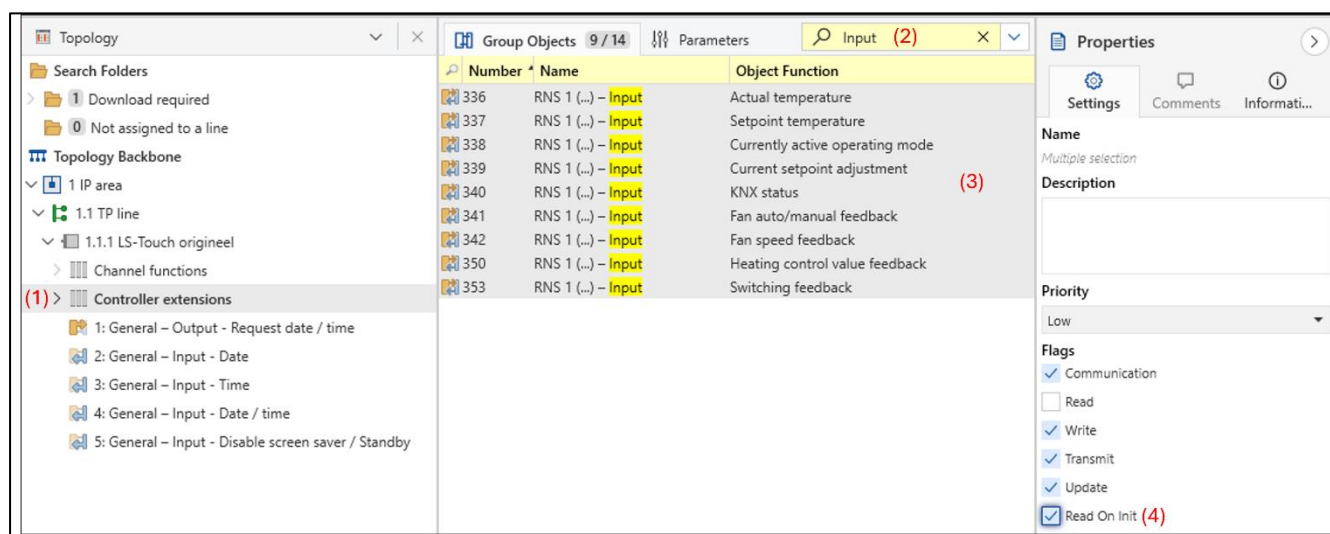 Topology
Search Folders
1 Download required
0 Not assigned to a line
Topology Backbone
1 IP area
1.1 TP line
1.1.1 LS-Touch origineel
Channel functions
(1) Controller extensions
1: General – Output - Request date / time
2: General – Input - Date
3: General – Input - Time
4: General – Input - Date / time
5: General – Input - Disable screen saver / Standby
Group Objects 9 / 14 Parameters Input (2)
Number Name Object Function
336 RNS 1 (...) – Input Actual temperature
337 RNS 1 (...) – Input Setpoint temperature
338 RNS 1 (...) – Input Currently active operating mode
339 RNS 1 (...) – Input Current setpoint adjustment
340 RNS 1 (...) – Input KNX status
341 RNS 1 (...) – Input Fan auto/manual feedback
342 RNS 1 (...) – Input Fan speed feedback
350 RNS 1 (...) – Input Heating control value feedback
353 RNS 1 (...) – Input Switching feedback
(3)
Properties
Settings Comments Informati...
Name
Multiple selection
Description
Priority
Low
Flags
Communication
Read
Write
Transmit
Update
Read On Init (4)